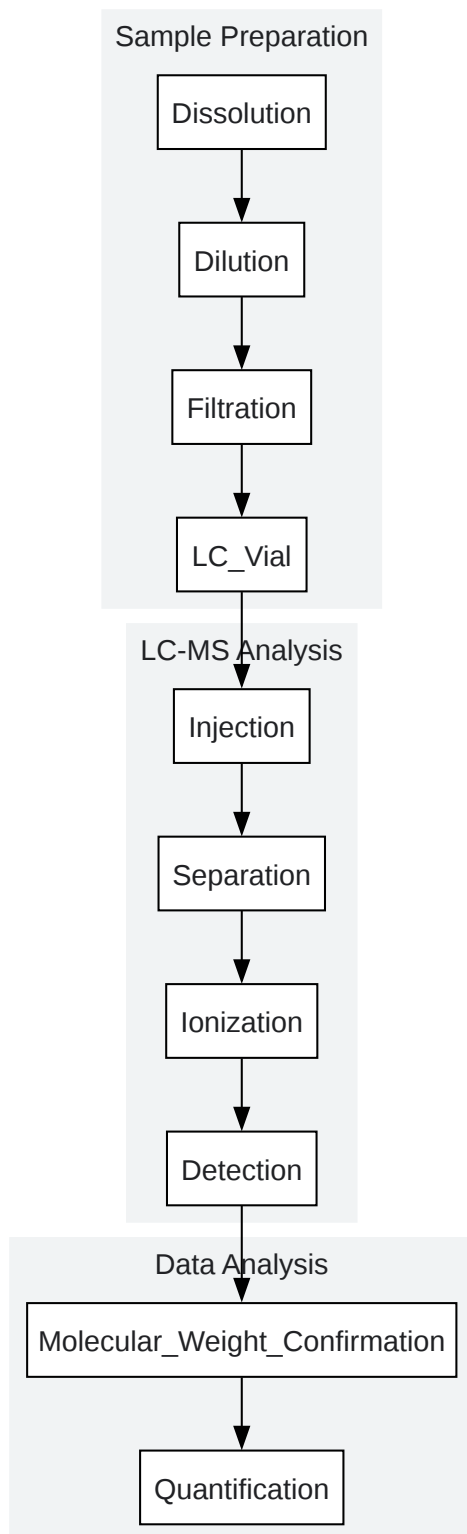 Sample Preparation
Dissolution
Dilution
Filtration
LC_Vial
LC-MS Analysis
Injection
Separation
Ionization
Detection
Data Analysis
Molecular_Weight_Confirmation
Quantification